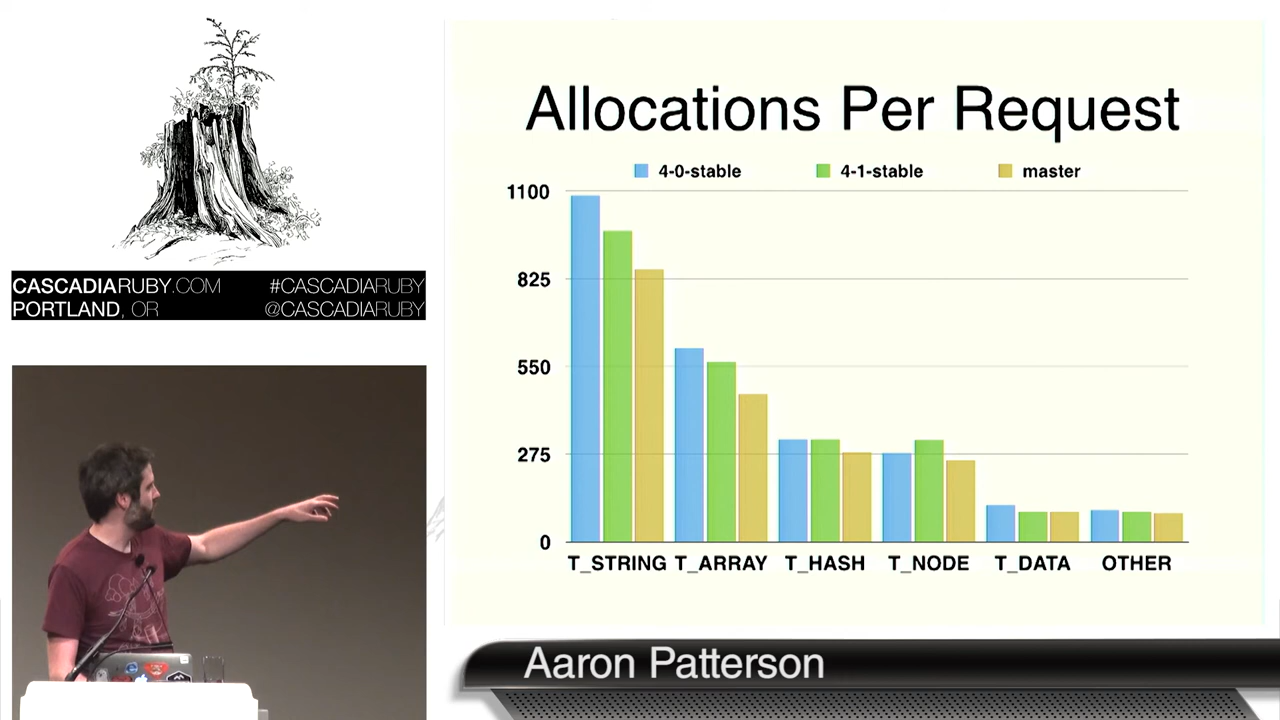 CASCADIARUBY.COM #CASCADIARUBY
PORTLAND, OR @CASCADIARUBY
Allocations Per Request
4-0-stable 4-1-stable master
1100
825
550
275
0
T_STRING T_ARRAY T_HASH T_NODE T_DATA OTHER
Aaron Patterson